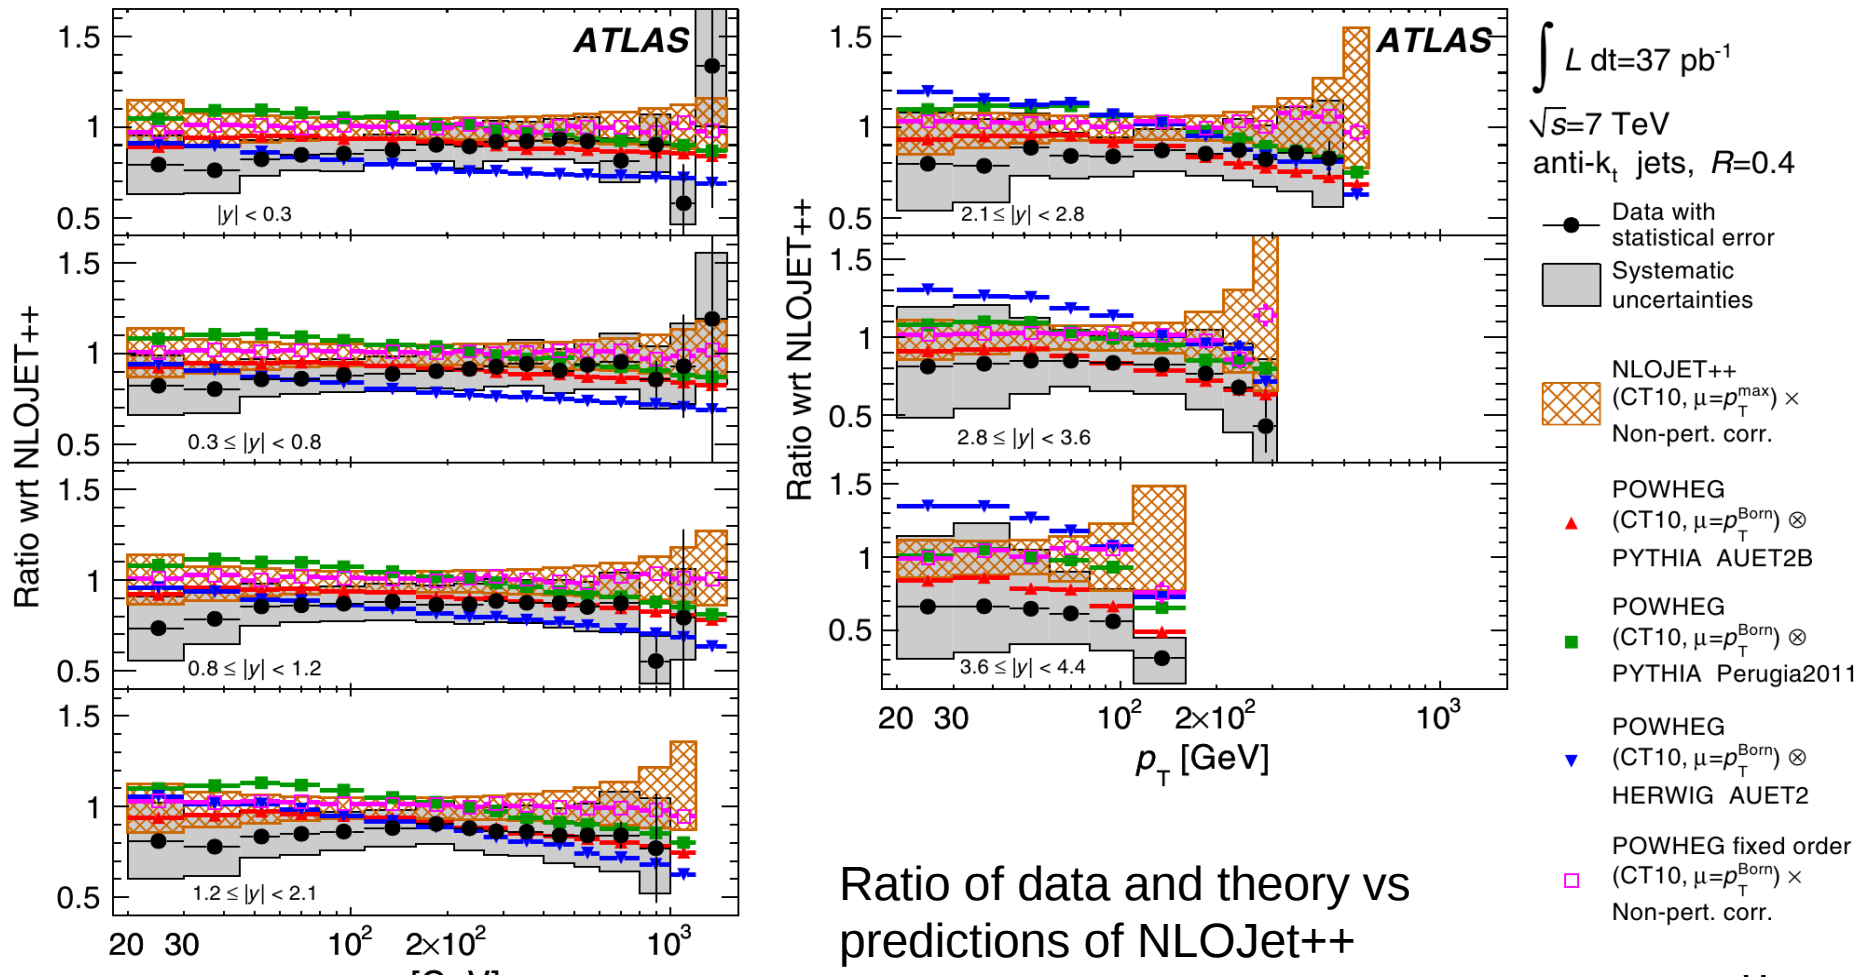 ATLAS
Ratio wrt NLOJET++
1.5
1
0.5
|y| < 0.3
1.5
1
0.5
0.3 ≤ |y| < 0.8
1.5
1
0.5
0.8 ≤ |y| < 1.2
1.5
1
0.5
1.2 ≤ |y| < 2.1
20 30 10² 2×10² 10³
ATLAS
Ratio wrt NLOJET++
1.5
1
0.5
2.1 ≤ |y| < 2.8
1.5
1
0.5
2.8 ≤ |y| < 3.6
1.5
1
0.5
3.6 ≤ |y| < 4.4
20 30 10² 2×10² 10³
p_T [GeV]
∫ L dt=37 pb⁻¹
√s=7 TeV
anti-k_t jets, R=0.4
Data with
statistical error
Systematic
uncertainties
NLOJET++
(CT10, μ=p_T^max) ×
Non-pert. corr.
POWHEG
(CT10, μ=p_T^Born) ⊗
PYTHIA AUET2B
POWHEG
(CT10, μ=p_T^Born) ⊗
PYTHIA Perugia2011
POWHEG
(CT10, μ=p_T^Born) ⊗
HERWIG AUET2
POWHEG fixed order
(CT10, μ=p_T^Born) ×
Non-pert. corr.
Ratio of data and theory vs
predictions of NLOJet++